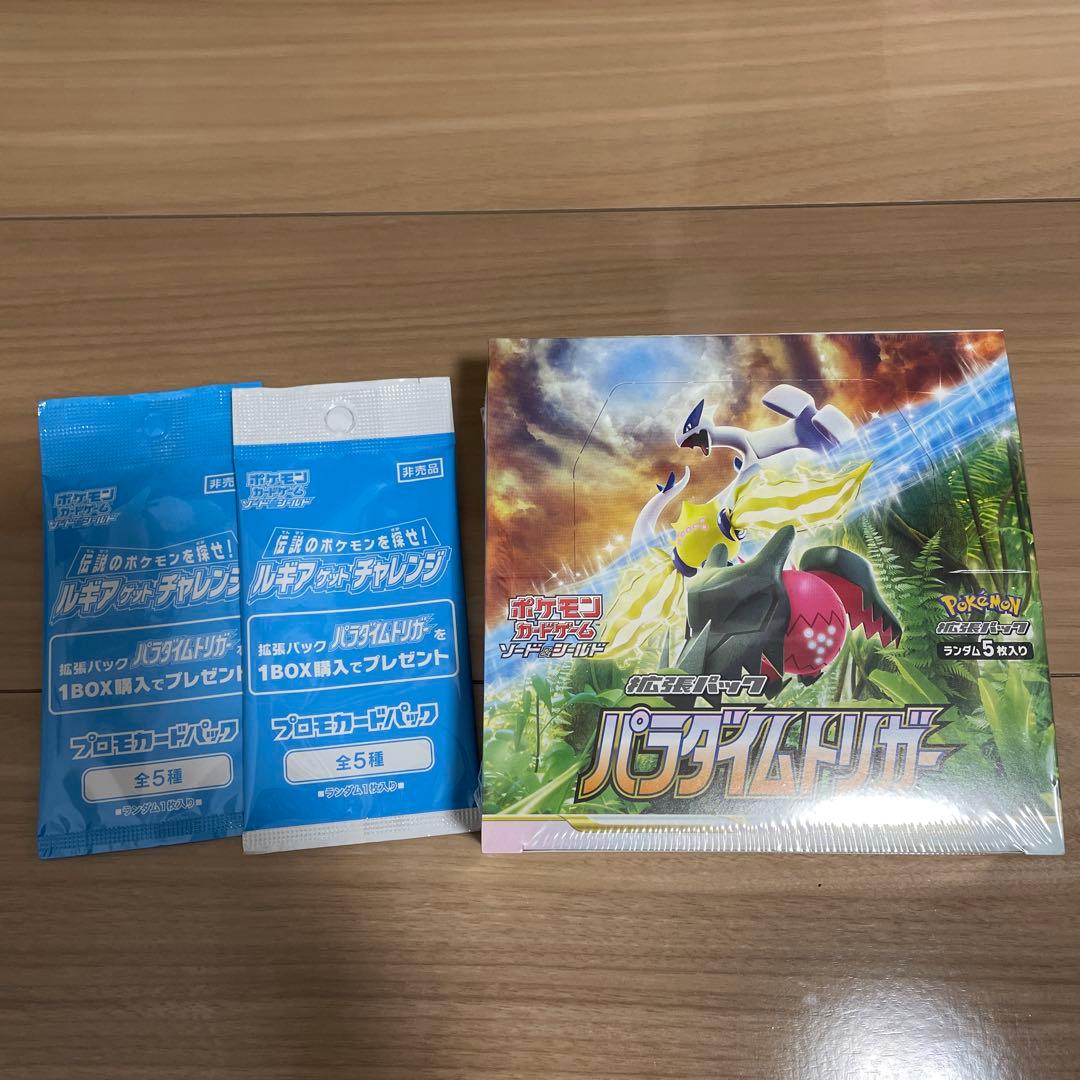 ポケモン
カードゲーム
ソード&シールド
非売
伝説のポケモンを探せ!
ルギアゲットチャレンジ
拡張パック パラダイムトリガーを
1BOX購入でプレゼント
プロモカードパック
全5種
■ランダム1枚入り■
ポケモン
カードゲーム
ソード&シールド
非売品
でんせつ さが
伝説のポケモンを探せ!
ルギアゲットチャレンジ
拡張パック パラダイムトリガーを
1BOX購入でプレゼント
プロモカードパック
全5種
■ランダム1枚入り■
ポケモン
カードゲーム
ソード&シールド
Pokémon
拡張パック
ランダム5枚入り
拡張パック
パラダイムトリガー